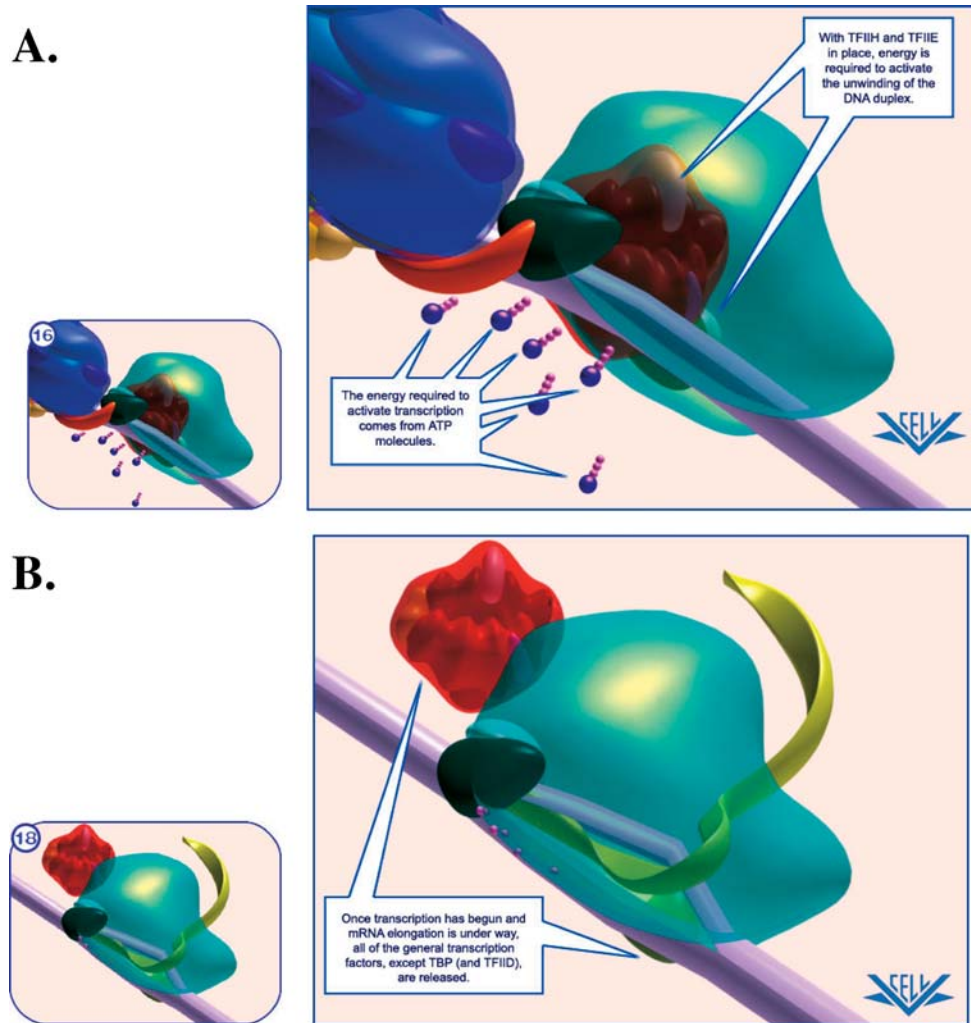 A.
With TFIIH and TFIIE
in place, energy is
required to activate
the unwinding of the
DNA duplex.
16
The energy required to
activate transcription
comes from ATP
molecules.
CELL
B.
18
Once transcription has begun and
mRNA elongation is under way,
all of the general transcription
factors, except TBP (and TFIID),
are released.
CELL